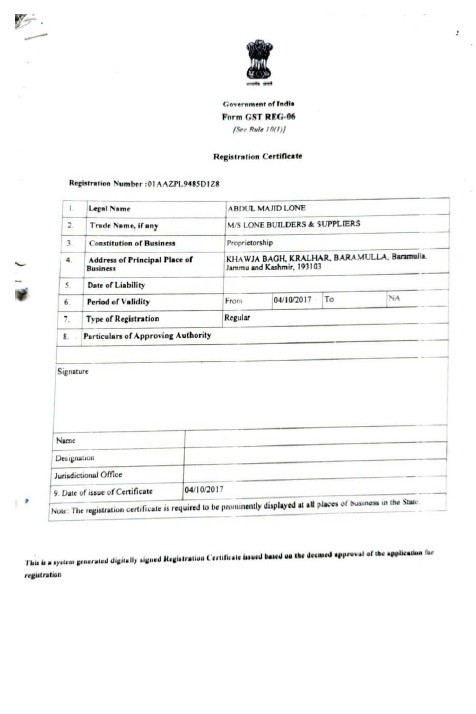 Government of India
Form GST REG-06
[See Rule 10(1)]
Registration Certificate
Registration Number :01AAZPL9485D1Z8
1. Legal Name ABDUL MAJID LONE
2. Trade Name, if any M/S LONE BUILDERS & SUPPLIERS
3. Constitution of Business Proprietorship
4. Address of Principal Place of Business KHAWJA BAGH, KRALHAR, BARAMULLA, Baramulla, Jammu and Kashmir, 193103
5. Date of Liability
6. Period of Validity From 04/10/2017 To NA
7. Type of Registration Regular
8. Particulars of Approving Authority
Signature
Name
Designation
Jurisdictional Office
9. Date of issue of Certificate 04/10/2017
Note: The registration certificate is required to be prominently displayed at all places of business in the State.
This is a system generated digitally signed Registration Certificate issued based on the deemed approval of the application for
registration